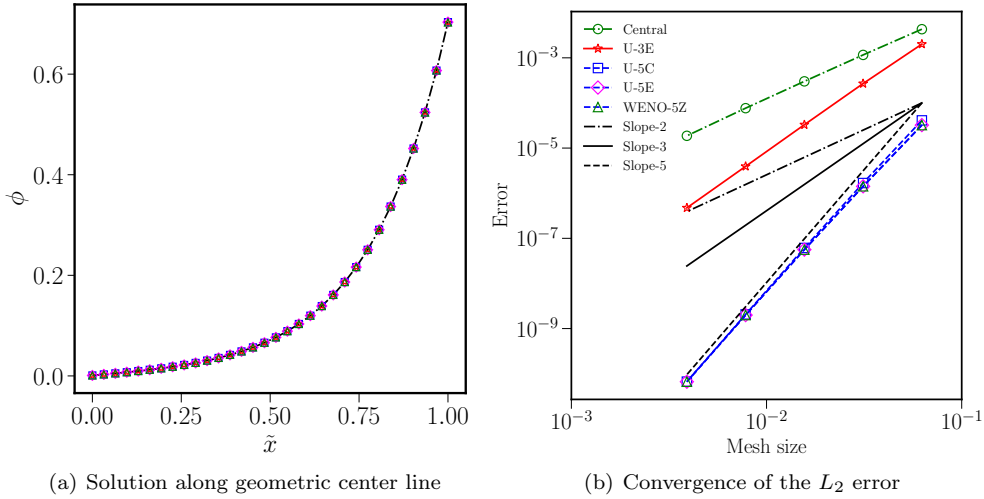 0.6
0.4
0.2
0.0
ϕ
0.00 0.25 0.50 0.75 1.00
x̃
(a) Solution along geometric center line
Central
U-3E
U-5C
U-5E
WENO-5Z
Slope-2
Slope-3
Slope-5
10⁻³
10⁻⁵
10⁻⁷
10⁻⁹
Error
10⁻³ 10⁻² 10⁻¹
Mesh size
(b) Convergence of the L₂ error